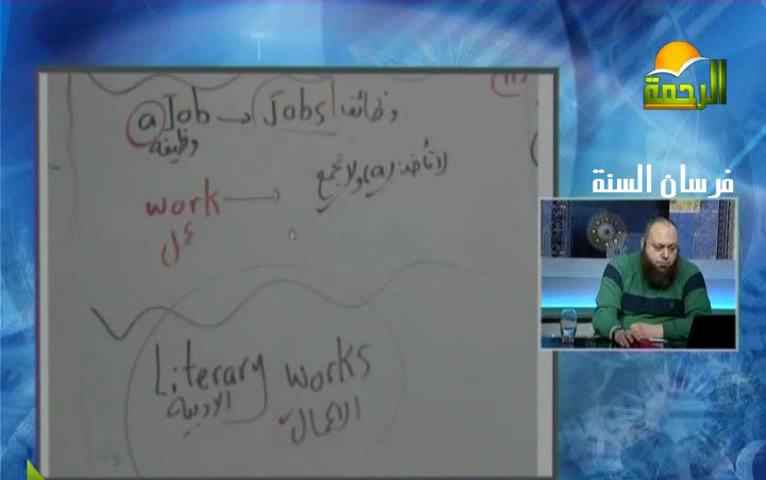 الرحمة
فرسان السنة
a Job → Jobs وظائف
وظيفة
work → لا تأخذ (a) ولا تجمع
عمل
Literary works
الأدبية الأعمال